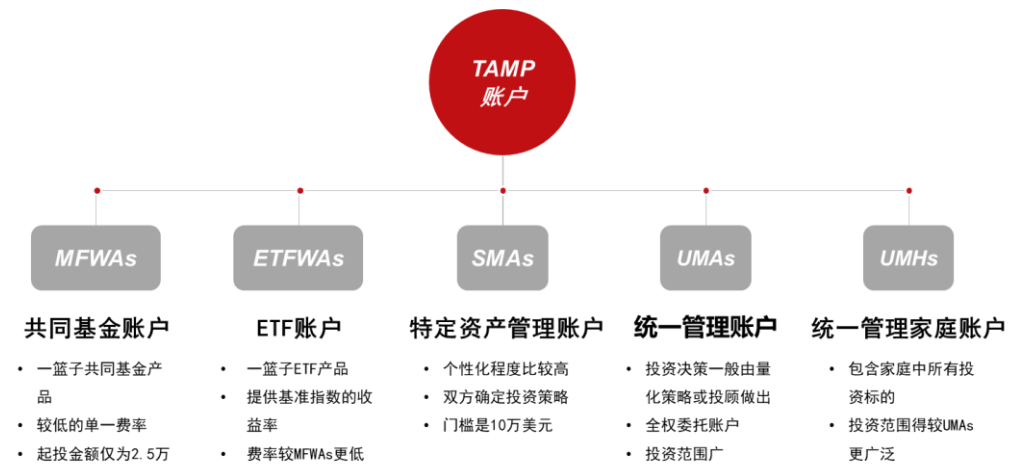 TAMP
账户
MFWAs
ETFWAs
SMAs
UMAs
UMHs
共同基金账户
ETF账户
特定资产管理账户
统一管理账户
统一管理家庭账户
• 一篮子共同基金产
品
• 较低的单一费率
• 起投金额仅为2.5万
• 一篮子ETF产品
• 提供基准指数的收
益率
• 费率较MFWAs更低
• 个性化程度比较高
• 双方确定投资策略
• 门槛是10万美元
• 投资决策一般由量
化策略或投顾做出
• 全权委托账户
• 投资范围广
• 包含家庭中所有投
资标的
• 投资范围得较UMAs
更广泛